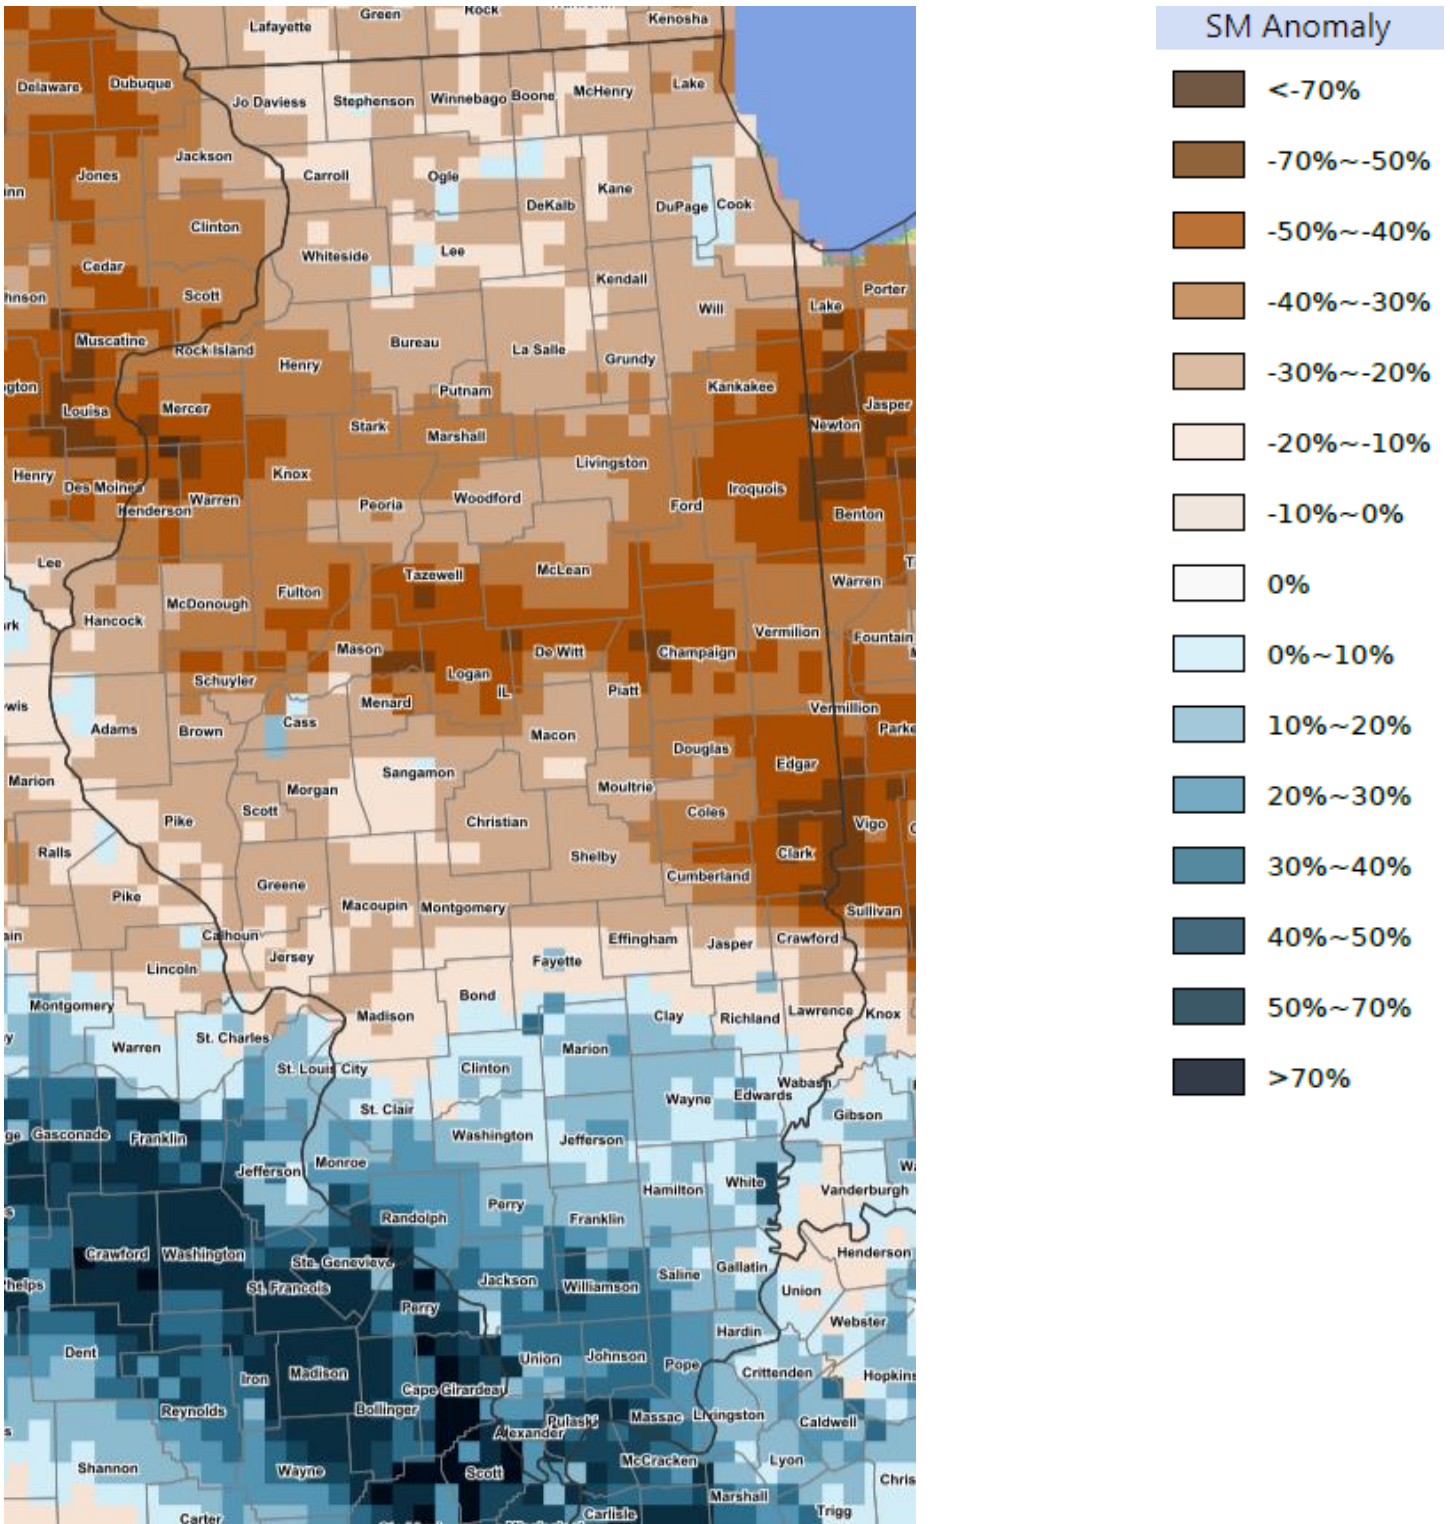 Green
Rock
Lafayette
Kenosha
SM Anomaly
Delaware
Dubuque
Jo Daviess
Stephenson
Winnebago
Boone
McHenry
Lake
<-70%
Jackson
Jones
Carroll
Ogle
Kane
-70%~-50%
inn
DeKalb
DuPage
Cook
Clinton
Whiteside
Lee
-50%~-40%
Cedar
Scott
Kendall
Will
Lake
Porter
hnson
-40%~-30%
Muscatine
Rock Island
Henry
Bureau
La Salle
Grundy
Putnam
Kankakee
gton
-30%~-20%
Louisa
Mercer
Stark
Marshall
Newton
Jasper
-20%~-10%
Henry
Des Moines
Knox
Livingston
Woodford
Henderson
Warren
Peoria
Ford
Iroquois
Benton
-10%~0%
Lee
Tazewell
McLean
Warren
0%
Hancock
McDonough
Fulton
Vermilion
Fountain
rk
Mason
De Witt
Champaign
0%~10%
Schuyler
Logan
IL
Piatt
wis
Adams
Brown
Cass
Menard
Macon
Vermillion
Parke
10%~20%
Marion
Morgan
Sangamon
Douglas
Edgar
Moultrie
20%~30%
Pike
Scott
Christian
Coles
Vigo
Ralls
Shelby
Clark
30%~40%
Pike
Greene
Cumberland
Macoupin
Montgomery
Sullivan
ain
Calhoun
Jersey
Effingham
Jasper
Crawford
40%~50%
Lincoln
Fayette
Montgomery
Bond
Madison
Clay
Richland
Lawrence
Knox
50%~70%
Warren
St. Charles
Marion
St. Louis City
Clinton
Wabash
>70%
St. Clair
Wayne
Edwards
Gibson
ge
Gasconade
Franklin
Washington
Jefferson
Jefferson
Monroe
Hamilton
White
Vanderburgh
Randolph
Perry
Franklin
Crawford
Washington
Ste. Genevieve
Henderson
helps
St. Francois
Jackson
Williamson
Saline
Gallatin
Union
Perry
Webster
Hardin
Dent
Iron
Madison
Union
Johnson
Pope
Crittenden
Hopkins
Cape Girardeau
Reynolds
Bollinger
Pulaski
Massac
Livingston
Caldwell
Alexander
Shannon
Wayne
Scott
McCracken
Lyon
Chris
Marshall
Carter
Carlisle
Trigg